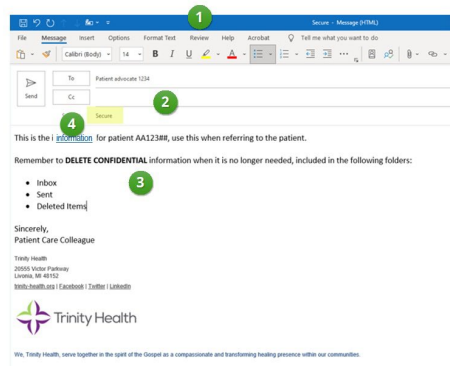 1
Secure - Message (HTML)
File Message Insert Options Format Text Review Help Acrobat Tell me what you want to do
Calibri (Body) 14 B I U A
To Patient advocate 1234
Send
Cc
2
Secure
4
This is the i information for patient AA123##, use this when referring to the patient.
Remember to DELETE CONFIDENTIAL information when it is no longer needed, included in the following folders:
3
• Inbox
• Sent
• Deleted Items
Sincerely,
Patient Care Colleague
Trinity Health
20555 Victor Parkway
Livonia, MI 48152
trinity-health.org | Facebook | Twitter | LinkedIn
Trinity Health
We, Trinity Health, serve together in the spirit of the Gospel as a compassionate and transforming healing presence within our communities.